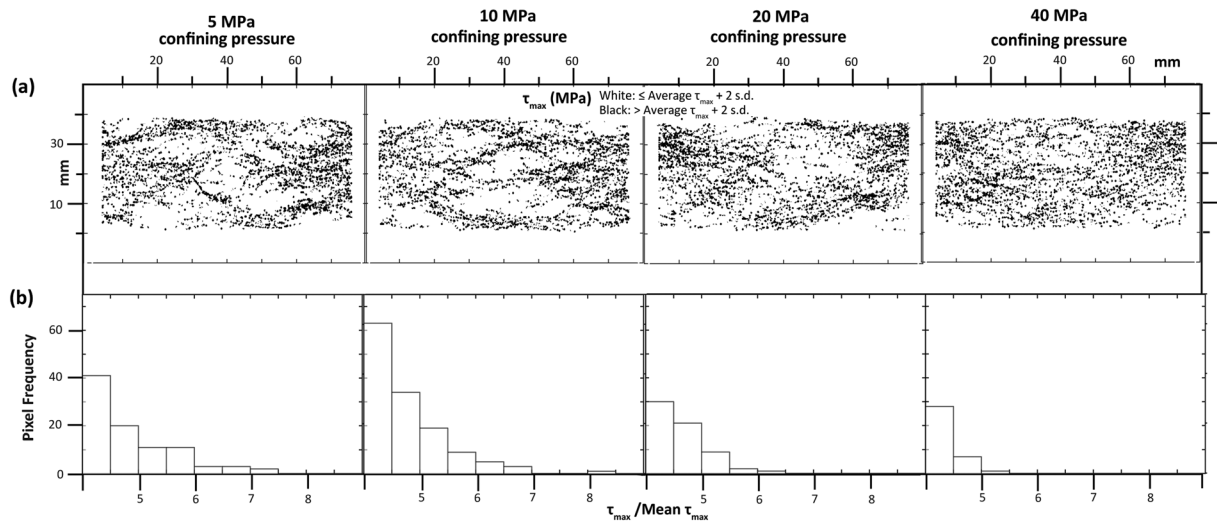 5 MPa
confining pressure
10 MPa
confining pressure
20 MPa
confining pressure
40 MPa
confining pressure
20 40 60 20 40 60 20 40 60 20 40 60 mm
(a)
τmax (MPa) White: ≤ Average τmax + 2 s.d.
Black: > Average τmax + 2 s.d.
30
mm
10
(b)
60
40
20
0
Pixel Frequency
5 6 7 8 5 6 7 8 5 6 7 8 5 6 7 8
τmax /Mean τmax